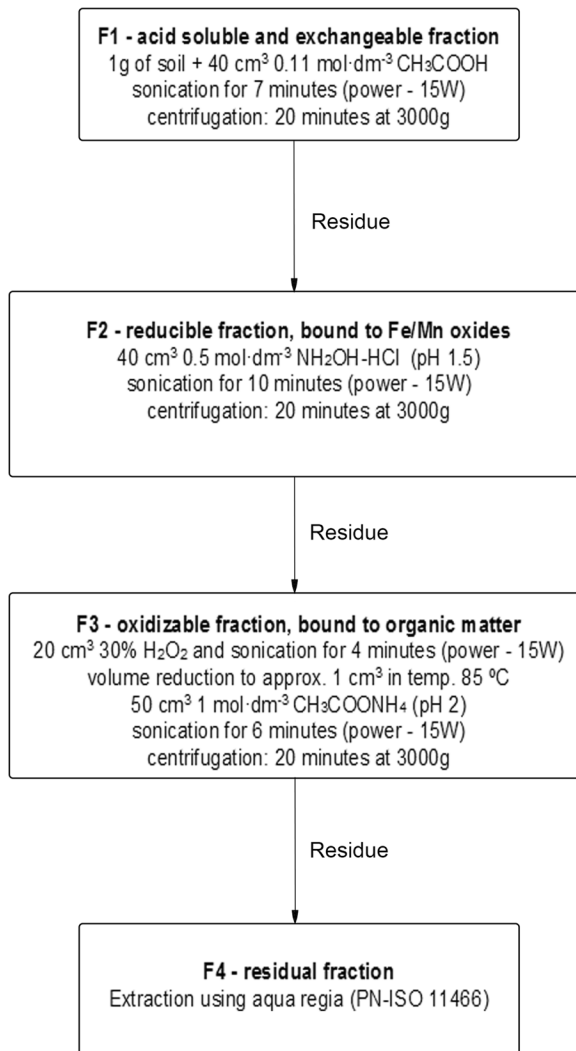 F1 - acid soluble and exchangeable fraction
1g of soil + 40 cm³ 0.11 mol·dm⁻³ CH₃COOH
sonication for 7 minutes (power - 15W)
centrifugation: 20 minutes at 3000g
Residue
F2 - reducible fraction, bound to Fe/Mn oxides
40 cm³ 0.5 mol·dm⁻³ NH₂OH-HCl (pH 1.5)
sonication for 10 minutes (power - 15W)
centrifugation: 20 minutes at 3000g
Residue
F3 - oxidizable fraction, bound to organic matter
20 cm³ 30% H₂O₂ and sonication for 4 minutes (power - 15W)
volume reduction to approx. 1 cm³ in temp. 85 ºC
50 cm³ 1 mol·dm⁻³ CH₃COONH₄ (pH 2)
sonication for 6 minutes (power - 15W)
centrifugation: 20 minutes at 3000g
Residue
F4 - residual fraction
Extraction using aqua regia (PN-ISO 11466)